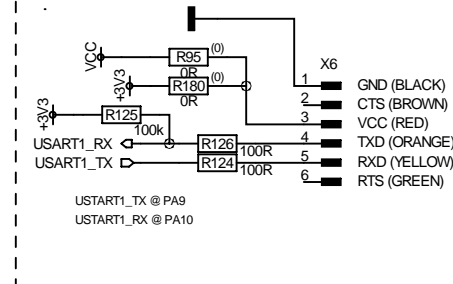 VCC
R95
(0)
0R
+3V3
R180
(0)
0R
+3V3
R125
100k
USART1_RX
R126
100R
USART1_TX
R124
100R
X6
1 GND (BLACK)
2 CTS (BROWN)
3 VCC (RED)
4 TXD (ORANGE)
5 RXD (YELLOW)
6 RTS (GREEN)
USTART1_TX @ PA9
USTART1_RX @ PA10